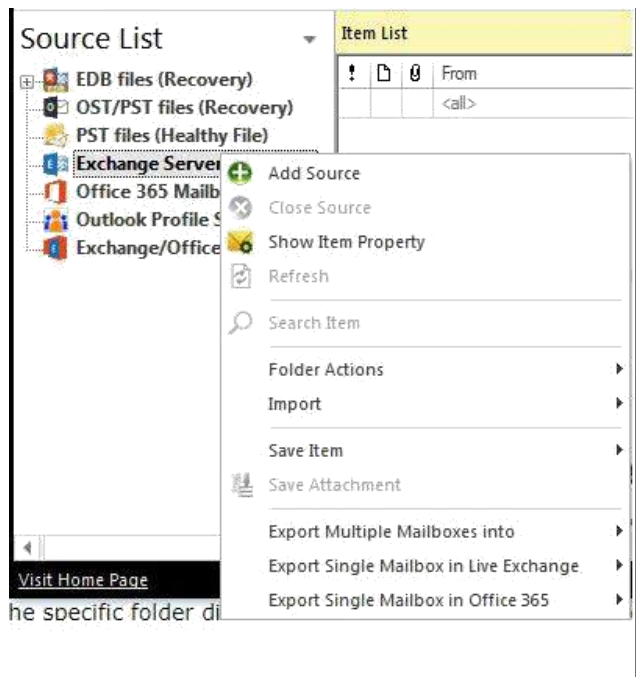 Source List
Item List
! From
<all>
EDB files (Recovery)
OST/PST files (Recovery)
PST files (Healthy File)
Exchange Server
Office 365 Mailb
Outlook Profile S
Exchange/Office
Add Source
Close Source
Show Item Property
Refresh
Search Item
Folder Actions
Import
Save Item
Save Attachment
Export Multiple Mailboxes into
Export Single Mailbox in Live Exchange
Export Single Mailbox in Office 365
Visit Home Page
he specific folder di